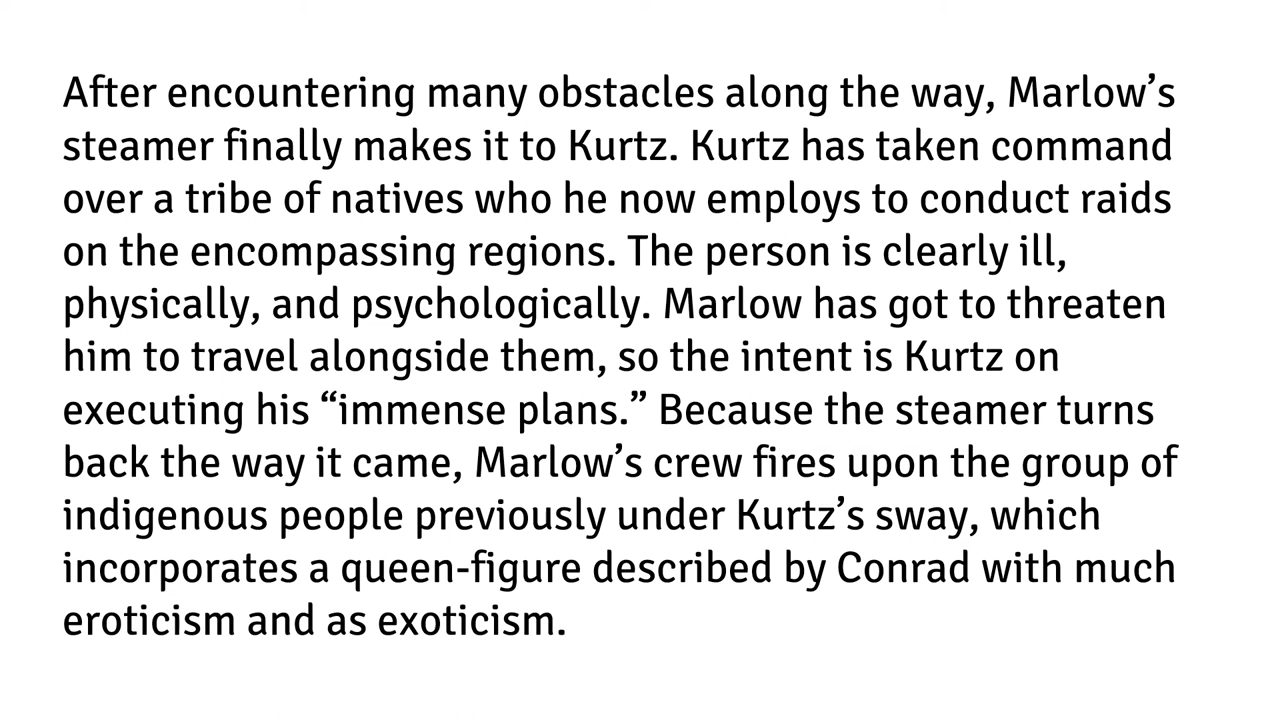 After encountering many obstacles along the way, Marlow’s
steamer finally makes it to Kurtz. Kurtz has taken command
over a tribe of natives who he now employs to conduct raids
on the encompassing regions. The person is clearly ill,
physically, and psychologically. Marlow has got to threaten
him to travel alongside them, so the intent is Kurtz on
executing his “immense plans.” Because the steamer turns
back the way it came, Marlow’s crew fires upon the group of
indigenous people previously under Kurtz’s sway, which
incorporates a queen-figure described by Conrad with much
eroticism and as exoticism.